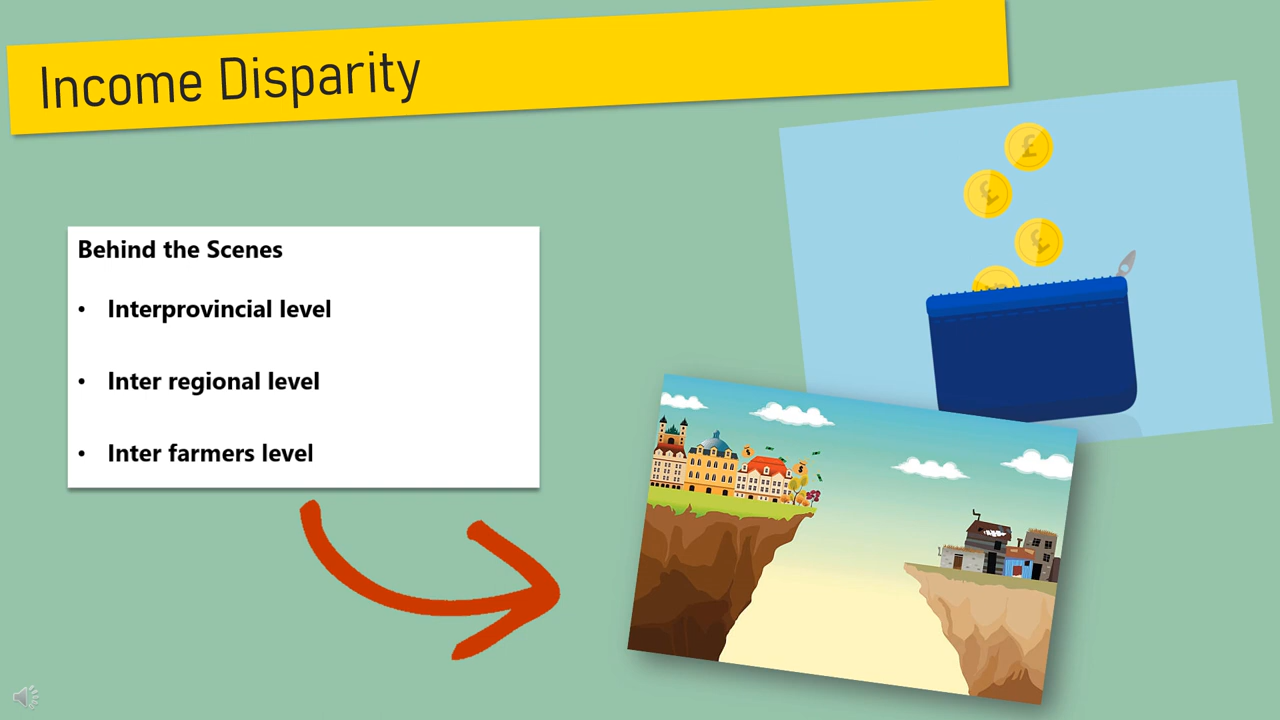 Income Disparity
Behind the Scenes
• Interprovincial level
• Inter regional level
• Inter farmers level